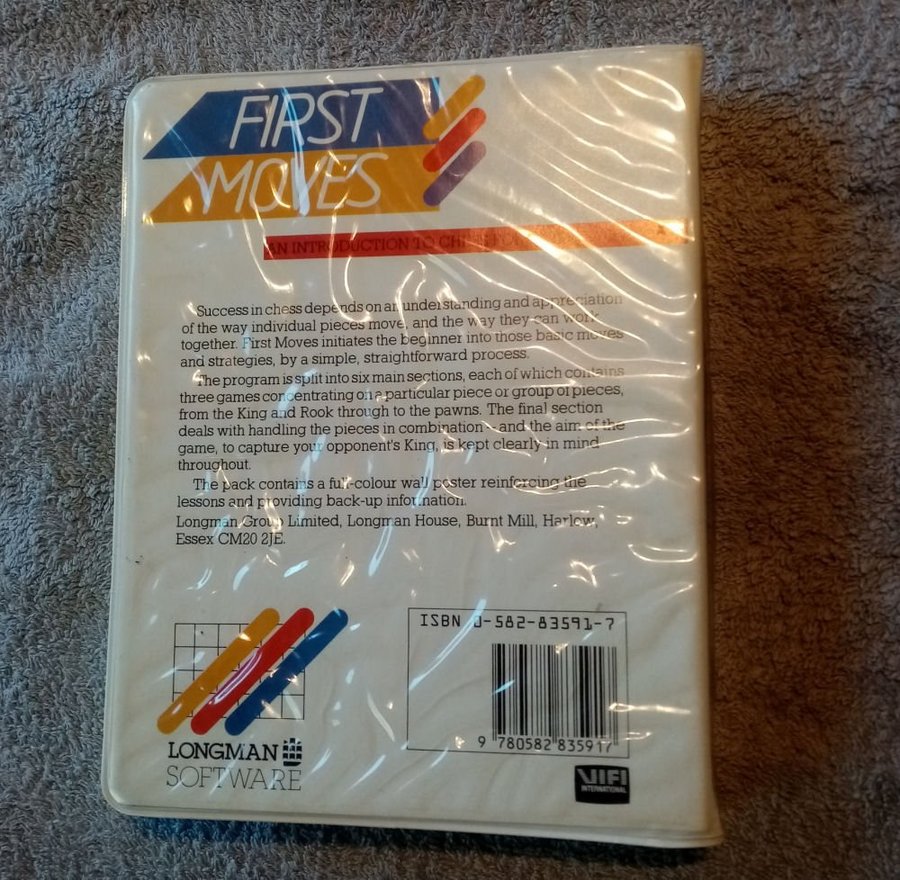 FIRST
MOVES
AN INTRODUCTION TO CHESS
Success in chess depends on an understanding and appreciation
of the way individual pieces move, and the way they can work
together. First Moves initiates the beginner into those basic moves
and strategies, by a simple, straightforward process.
The program is split into six main sections, each of which contains
three games concentrating on a particular piece or group of pieces,
from the King and Rook through to the pawns. The final section
deals with handling the pieces in combination – and the aim of the
game, to capture your opponent's King, is kept clearly in mind
throughout.
The pack contains a full-colour wall poster reinforcing the
lessons and providing back-up information.
Longman Group Limited, Longman House, Burnt Mill, Harlow,
Essex CM20 2JE.
ISBN 0-582-83591-7
9 780582 835917
LONGMAN
SOFTWARE
VIFI
INTERNATIONAL